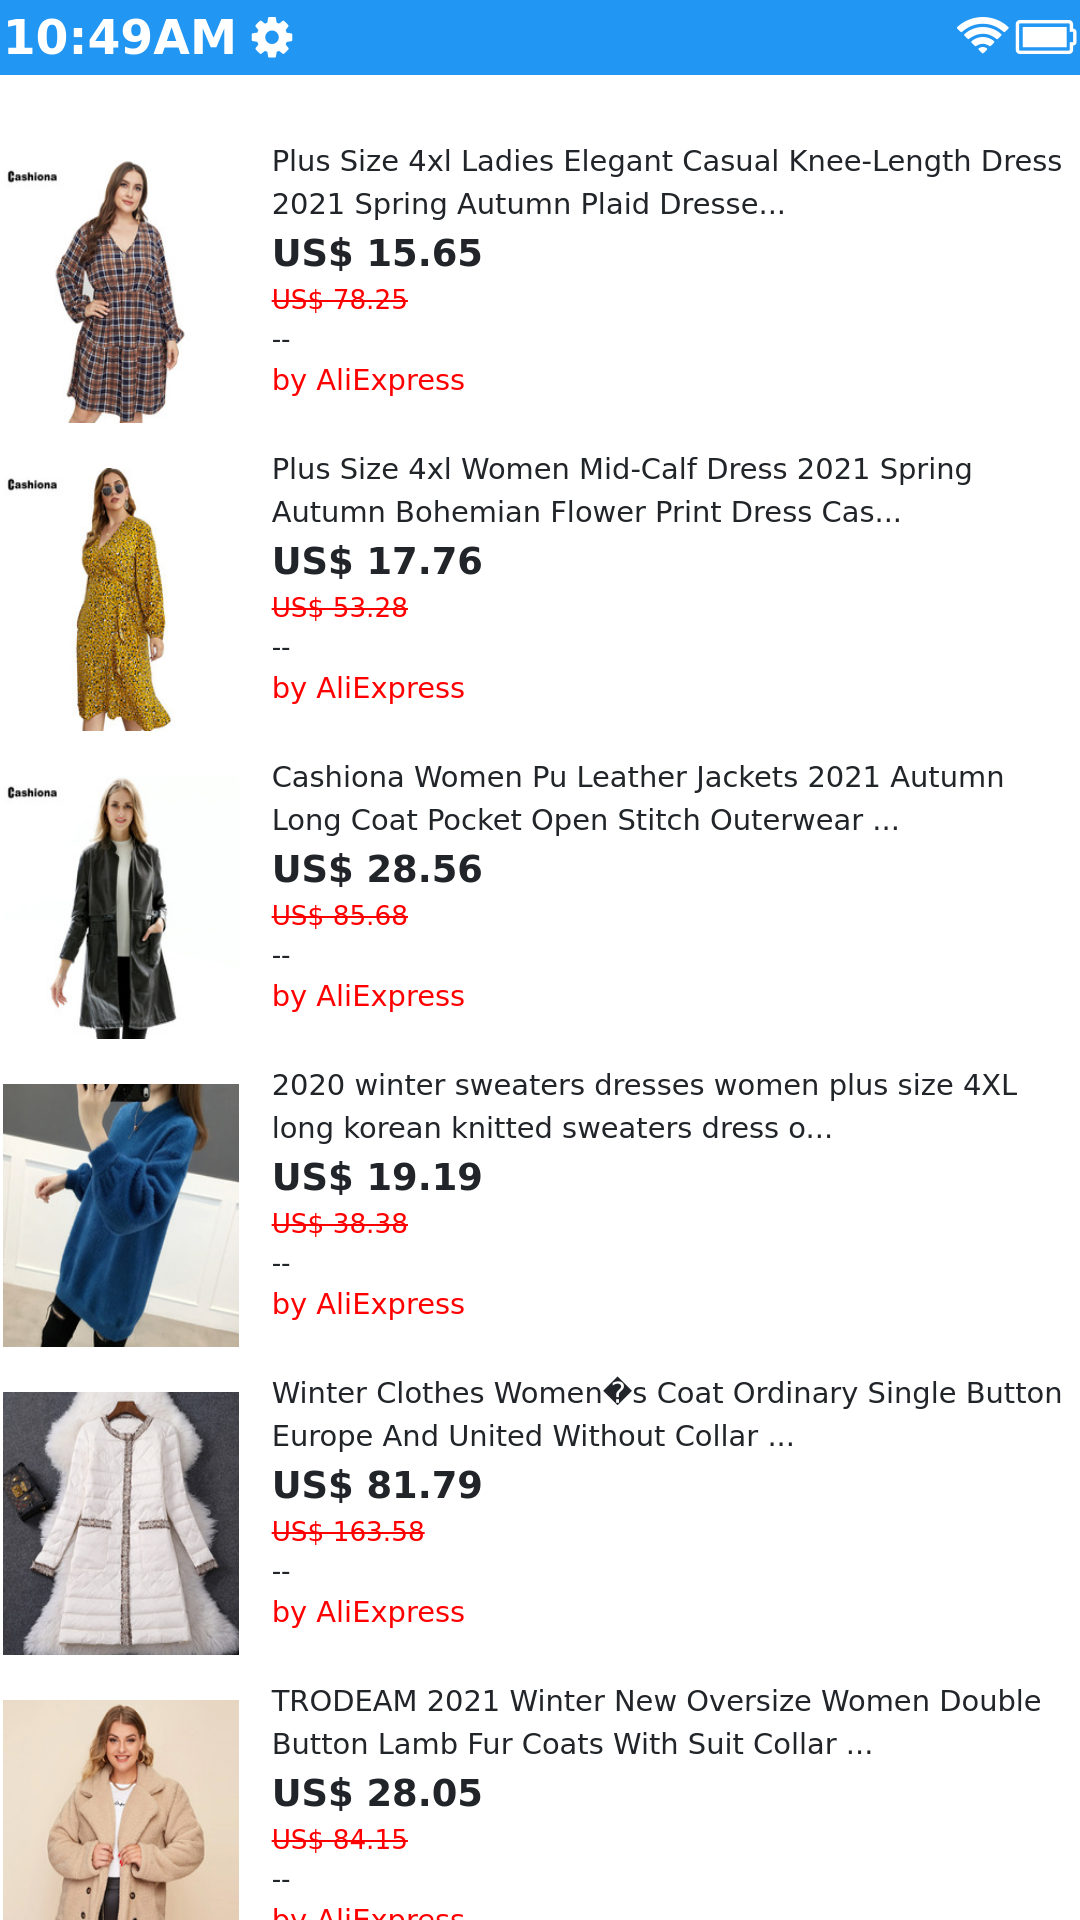 10:49AM
Cashiona
Plus Size 4xl Ladies Elegant Casual Knee-Length Dress
2021 Spring Autumn Plaid Dresse...
US$ 15.65
US$ 78.25
--
by AliExpress
Cashiona
Plus Size 4xl Women Mid-Calf Dress 2021 Spring
Autumn Bohemian Flower Print Dress Cas...
US$ 17.76
US$ 53.28
--
by AliExpress
Cashiona
Cashiona Women Pu Leather Jackets 2021 Autumn
Long Coat Pocket Open Stitch Outerwear ...
US$ 28.56
US$ 85.68
--
by AliExpress
2020 winter sweaters dresses women plus size 4XL
long korean knitted sweaters dress o...
US$ 19.19
US$ 38.38
--
by AliExpress
Winter Clothes Women�s Coat Ordinary Single Button
Europe And United Without Collar ...
US$ 81.79
US$ 163.58
--
by AliExpress
TRODEAM 2021 Winter New Oversize Women Double
Button Lamb Fur Coats With Suit Collar ...
US$ 28.05
US$ 84.15
--
by AliExpress